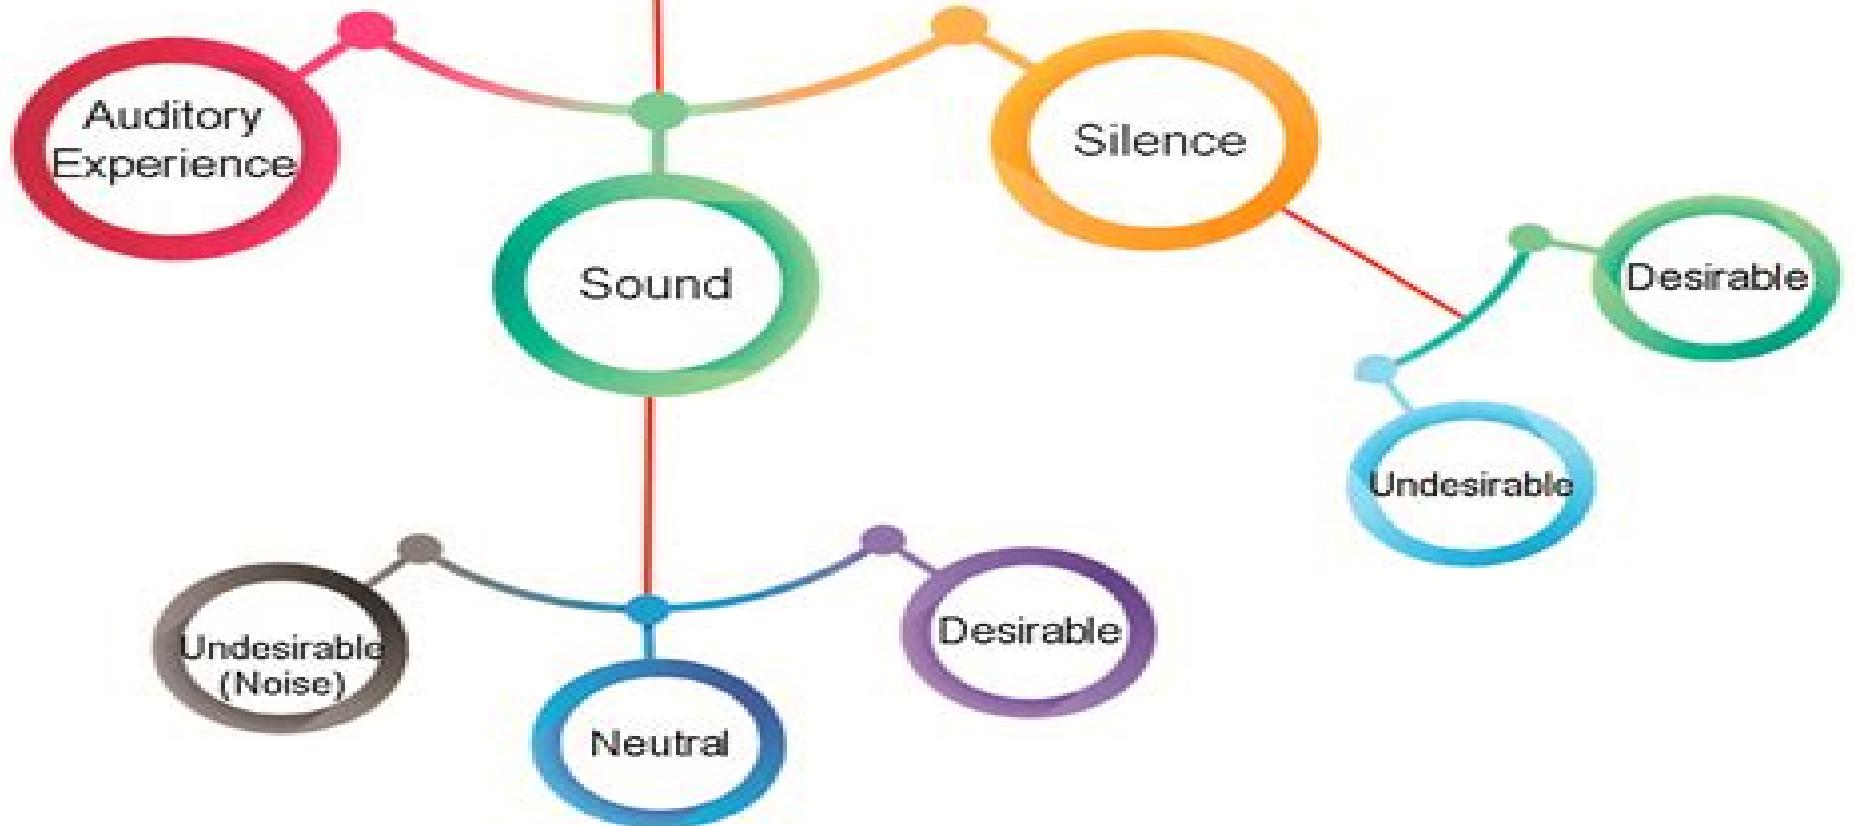 Auditory
Experience
Silence
Sound
Desirable
Undesirable
Undesirable
(Noise)
Neutral
Desirable